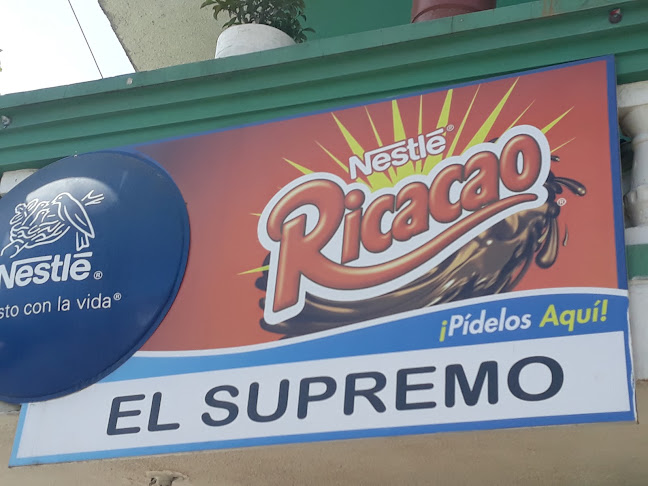 Nestlé®
Ricacao®
Nestlé®
sto con la vida®
¡Pídelos Aquí!
EL SUPREMO